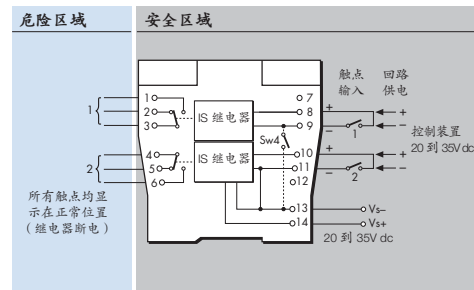 危险区域
安全区域
触点 回路
输入 供电
1
2
3
1
IS 继电器
7
8
9
+
−
1
+
−
控制装置
20 到 35V dc
Sw4
4
5
6
2
IS 继电器
10
11
12
+
−
2
+
−
所有触点均显
示在正常位置
(继电器断电)
13
14
Vs−
Vs+
20 到 35V dc